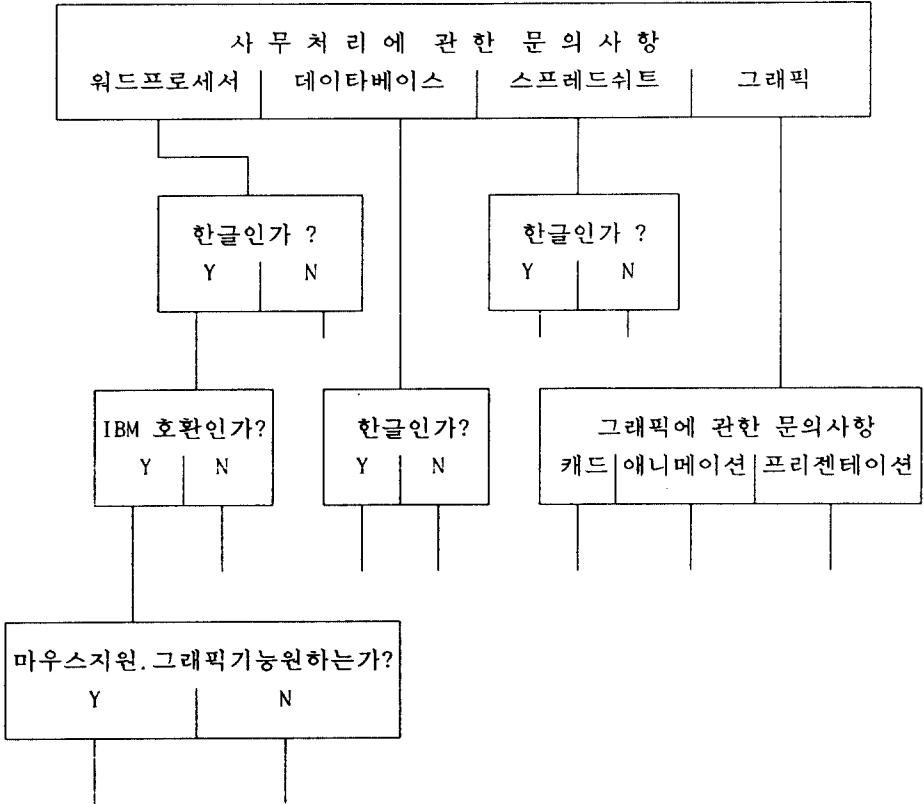 사무처리에 관한 문의사항
워드프로세서 데이타베이스 스프레드쉬트 그래픽
한글인가 ?
Y N
한글인가 ?
Y N
IBM 호환인가?
Y N
한글인가?
Y N
그래픽에 관한 문의사항
캐드 애니메이션 프리젠테이션
마우스지원.그래픽기능원하는가?
Y N